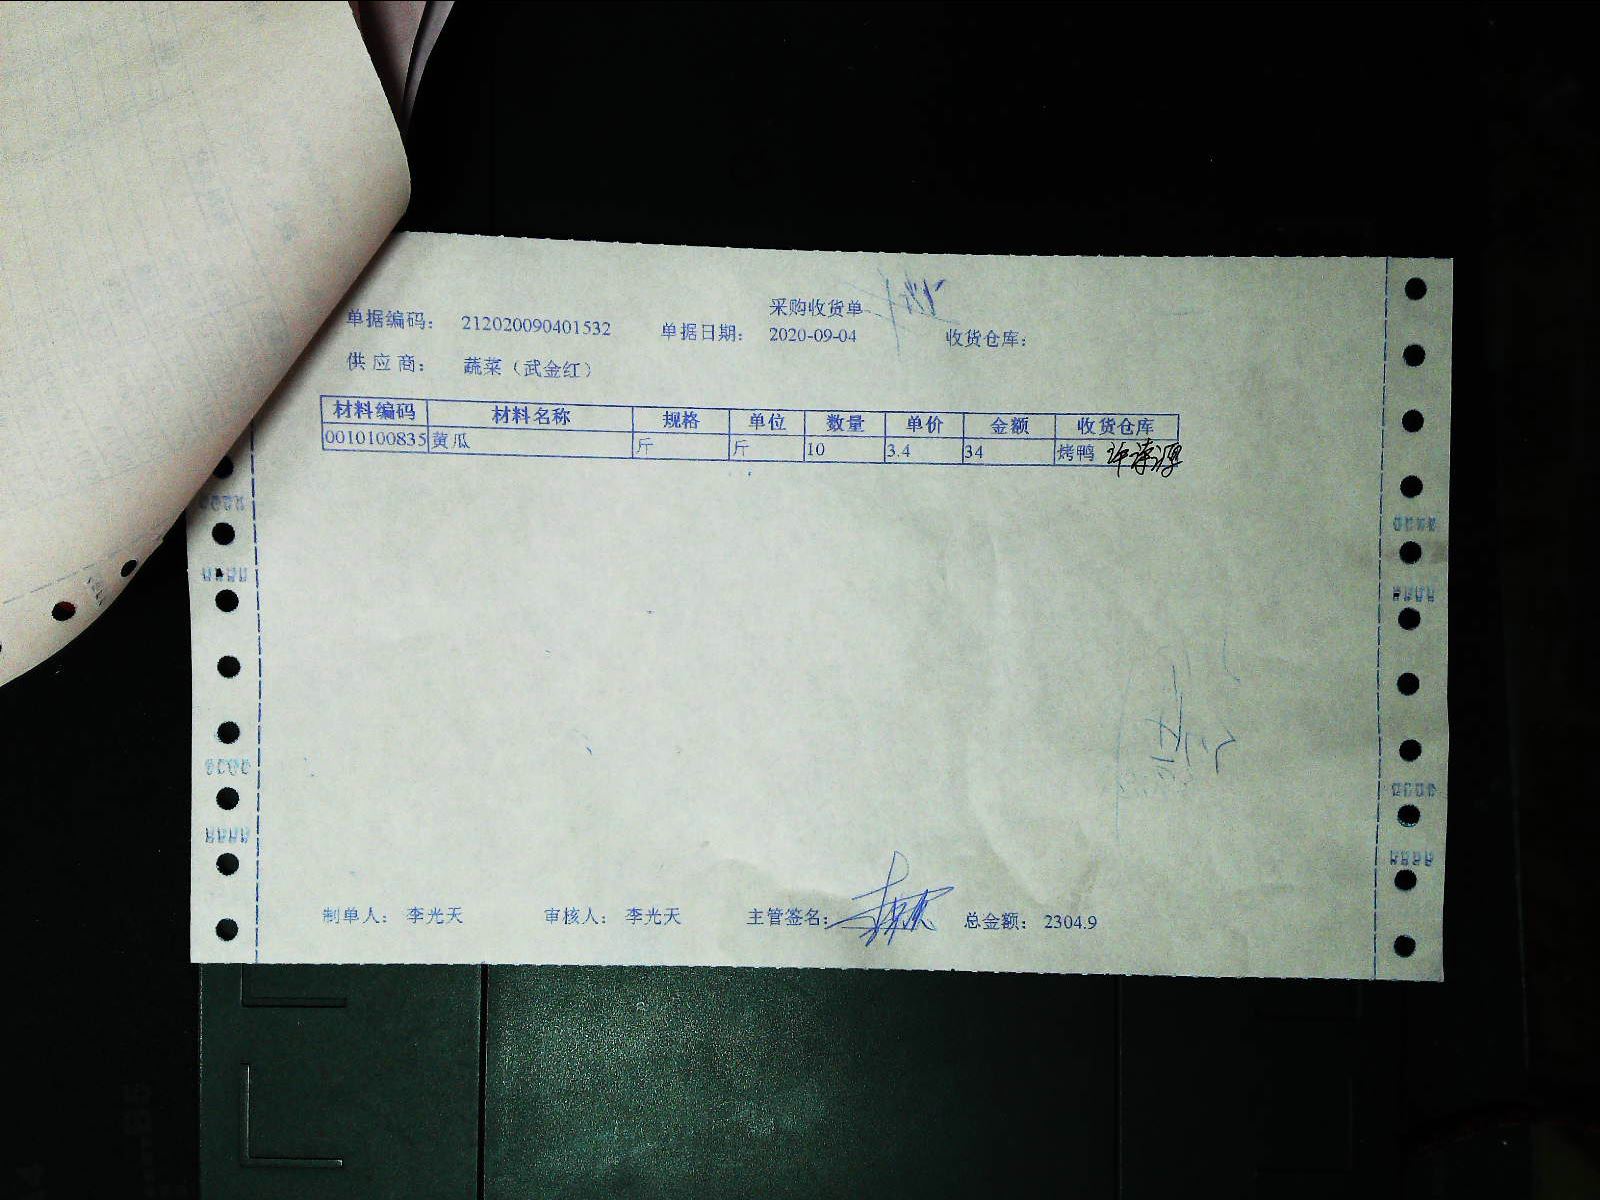 采购收货单
单据编码： 212020090401532 单据日期： 2020-09-04 收货仓库：
供 应 商： 蔬菜（武金红）
材料编码 材料名称 规格 单位 数量 单价 金额 收货仓库
0010100835 黄瓜 斤 斤 10 3.4 34 烤鸭
制单人： 李光天 审核人： 李光天 主管签名： 总金额： 2304.9